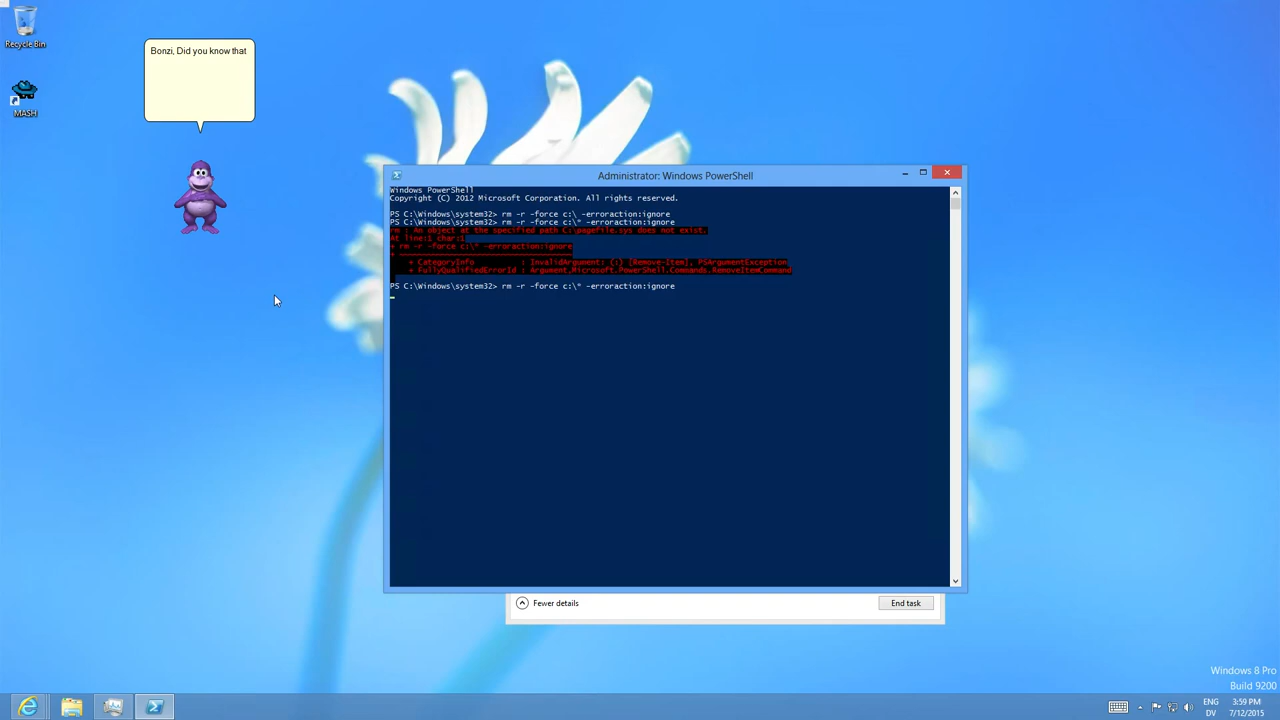 Recycle Bin
MASH
Bonzi, Did you know that
Administrator: Windows PowerShell
Windows PowerShell
Copyright (C) 2012 Microsoft Corporation. All rights reserved.
PS C:\Windows\system32> rm -r -force c:\ -erroraction:ignore
PS C:\Windows\system32> rm -r -force c:\* -erroraction:ignore
rm : An object at the specified path C:\pagefile.sys does not exist.
At line:1 char:1
+ rm -r -force c:\* -erroraction:ignore
+ ~~~~~~~~~~~~~~~~~~~~~~~~~~~~~~~~~~~~~
+ CategoryInfo : InvalidArgument: (:) [Remove-Item], PSArgumentException
+ FullyQualifiedErrorId : Argument,Microsoft.PowerShell.Commands.RemoveItemCommand
PS C:\Windows\system32> rm -r -force c:\* -erroraction:ignore
Fewer details
End task
Windows 8 Pro
Build 9200
ENG
DV
3:59 PM
7/12/2015